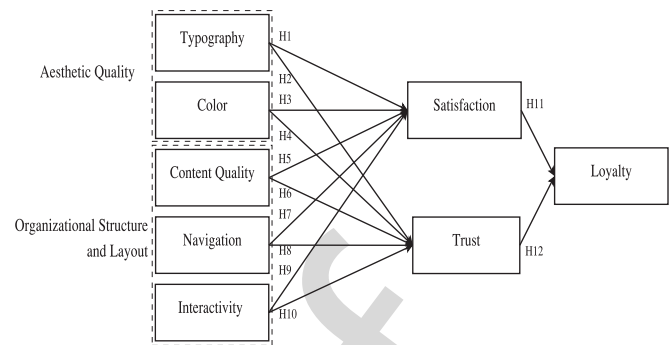 Aesthetic Quality
Typography
Color
Organizational Structure
and Layout
Content Quality
Navigation
Interactivity
H1
H2
H3
H4
H5
H6
H7
H8
H9
H10
Satisfaction
Trust
H11
H12
Loyalty